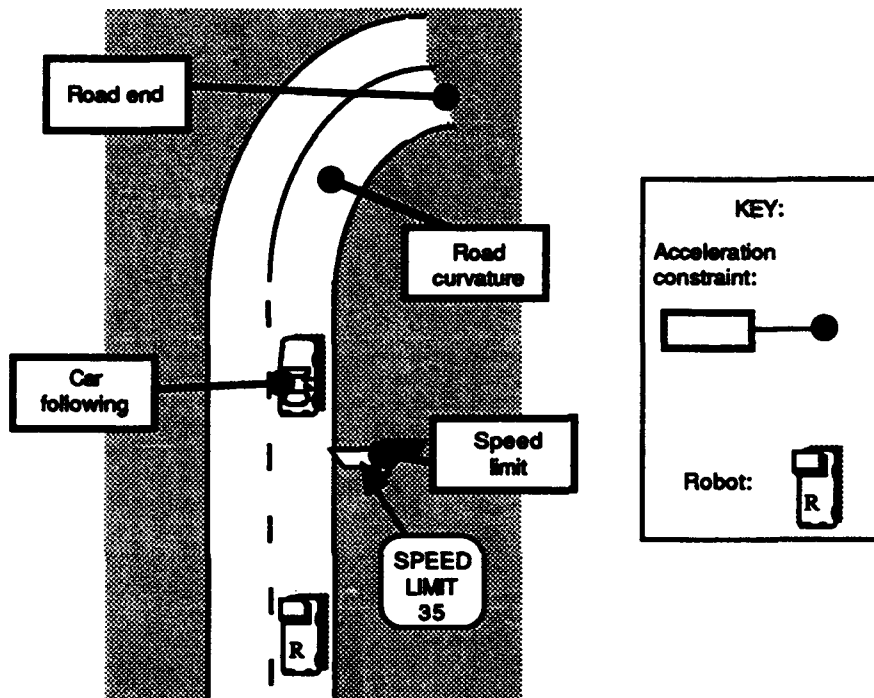 Road end
Road
curvature
Car
following
Speed
limit
SPEED
LIMIT
35
R
KEY:
Acceleration
constraint:
Robot:
R